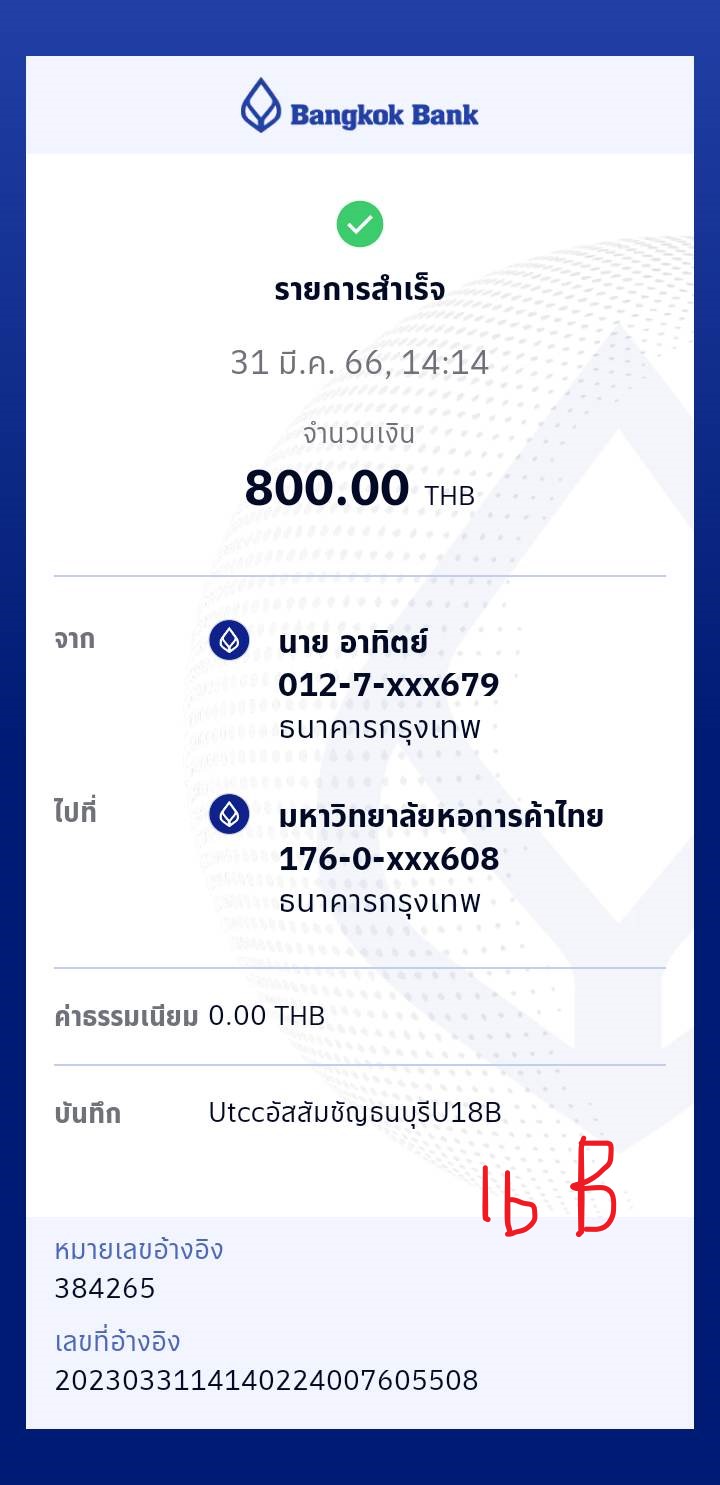 Bangkok Bank
รายการสำเร็จ
31 มี.ค. 66, 14:14
จำนวนเงิน
800.00 THB
จาก นาย อาทิตย์
012-7-xxx679
ธนาคารกรุงเทพ
ไปที่ มหาวิทยาลัยหอการค้าไทย
176-0-xxx608
ธนาคารกรุงเทพ
ค่าธรรมเนียม 0.00 THB
บันทึก UtccอัสสัมชัญธนบุรีU18B
16 B
หมายเลขอ้างอิง
384265
เลขที่อ้างอิง
2023033114140224007605508